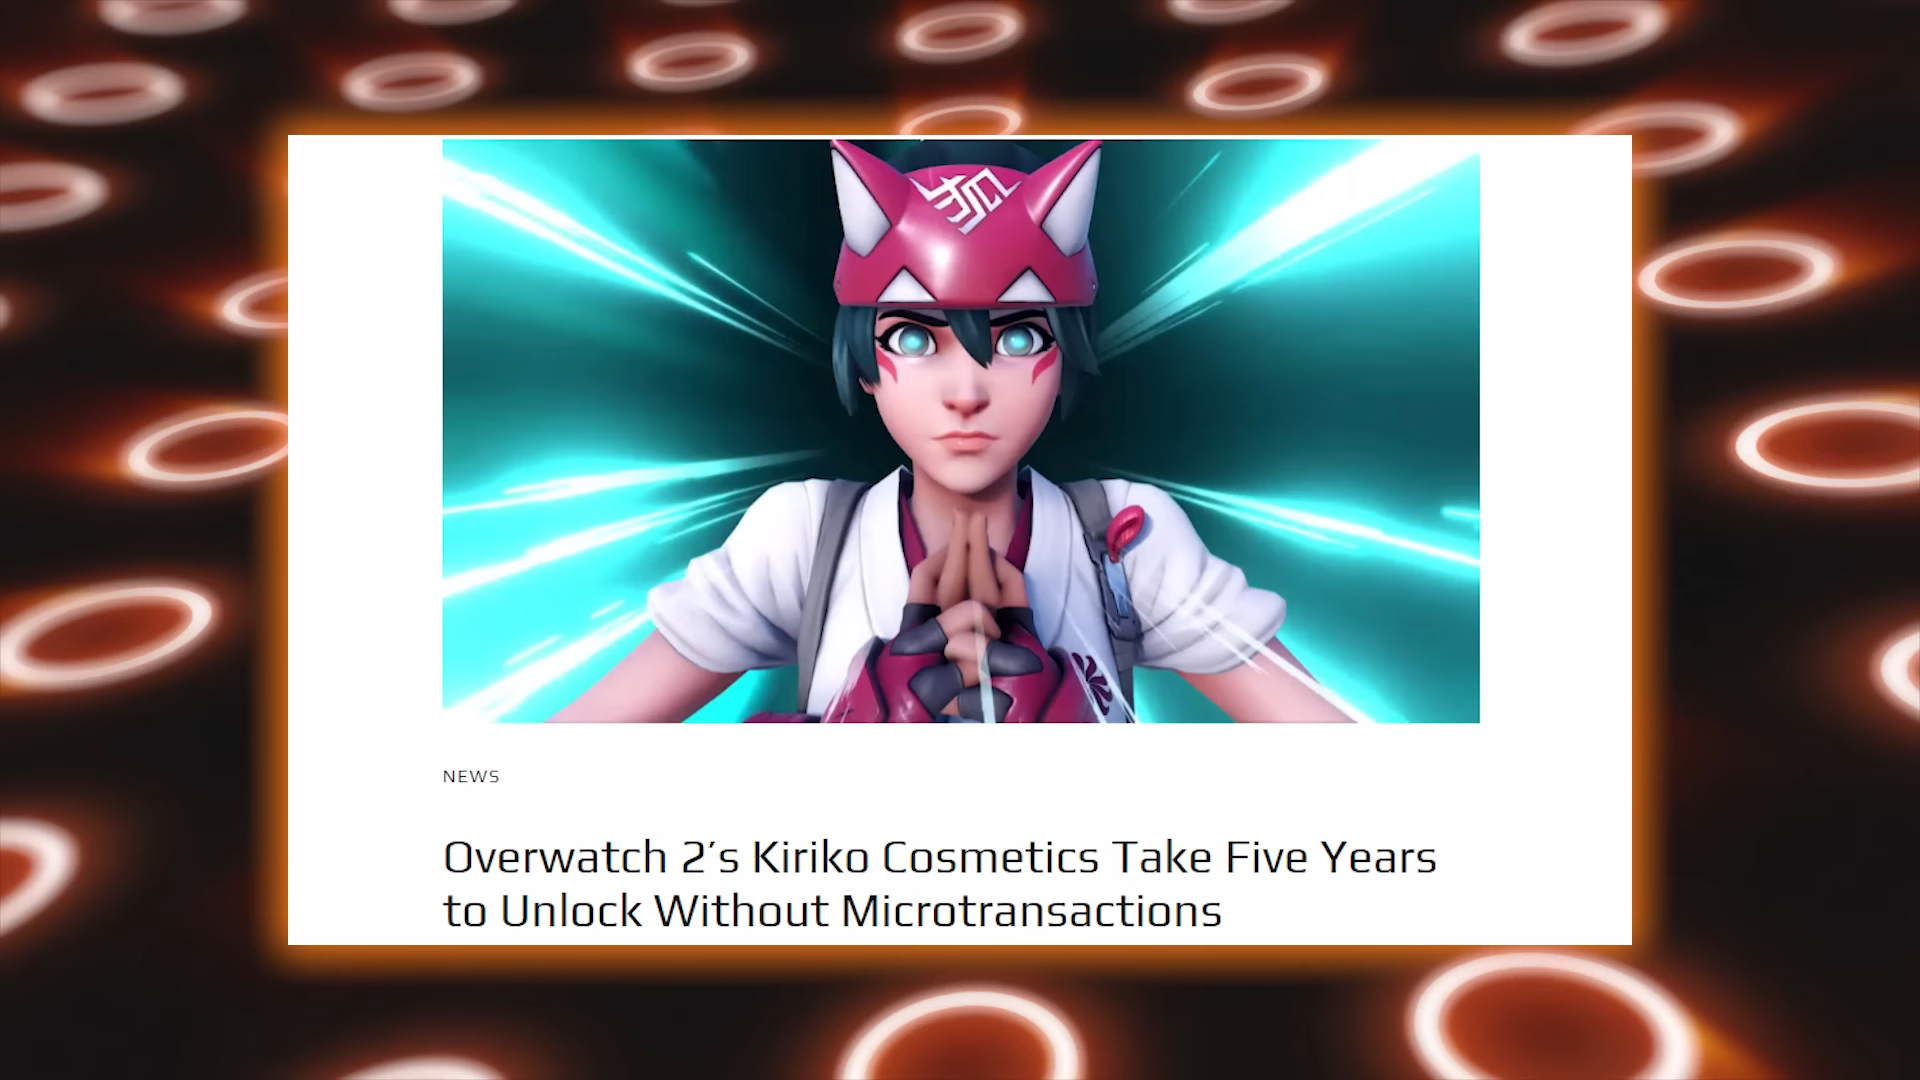 NEWS
Overwatch 2’s Kiriko Cosmetics Take Five Years
to Unlock Without Microtransactions